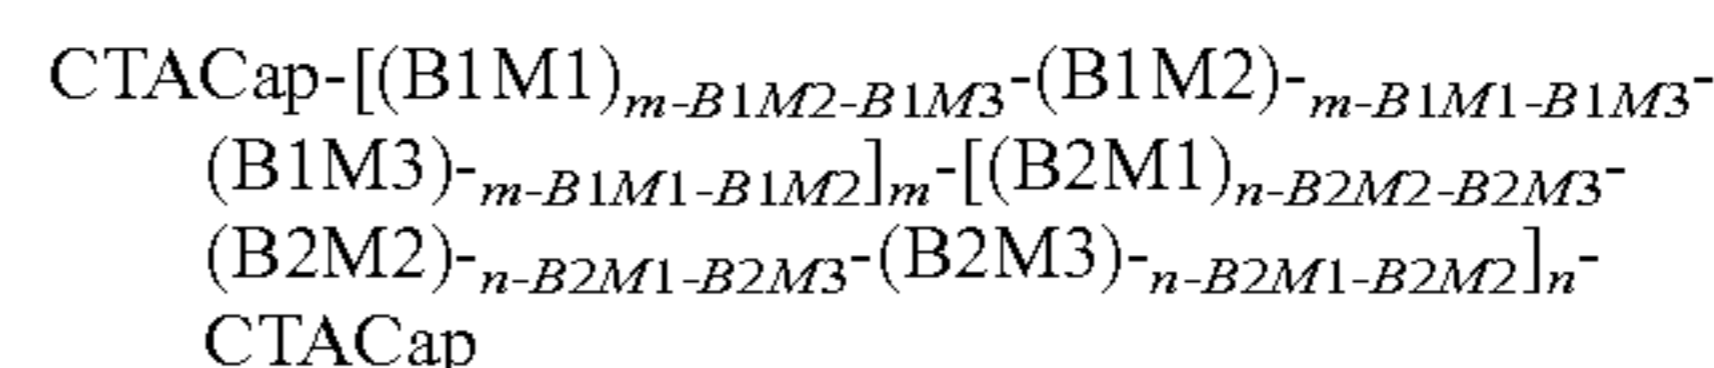 CTACap-[(B1M1)m-B1M2-B1M3-(B1M2)-m-B1M1-B1M3-
(B1M3)-m-B1M1-B1M2]m-[(B2M1)n-B2M2-B2M3-
(B2M2)-n-B2M1-B2M3-(B2M3)-n-B2M1-B2M2]n-
CTACap